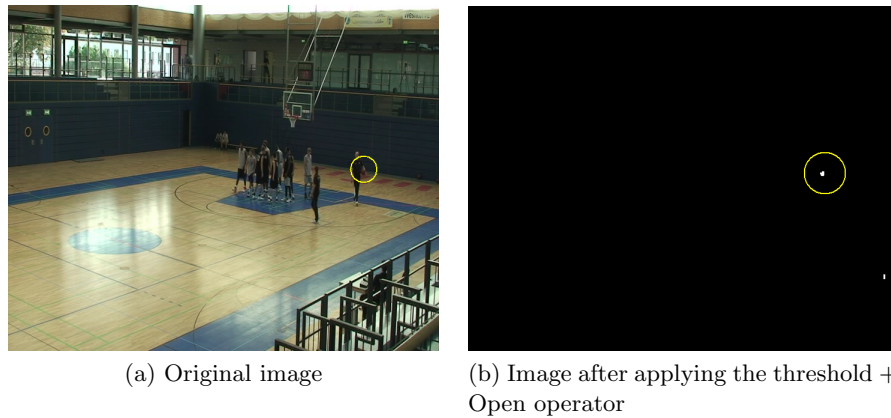 (a) Original image
(b) Image after applying the threshold +
Open operator